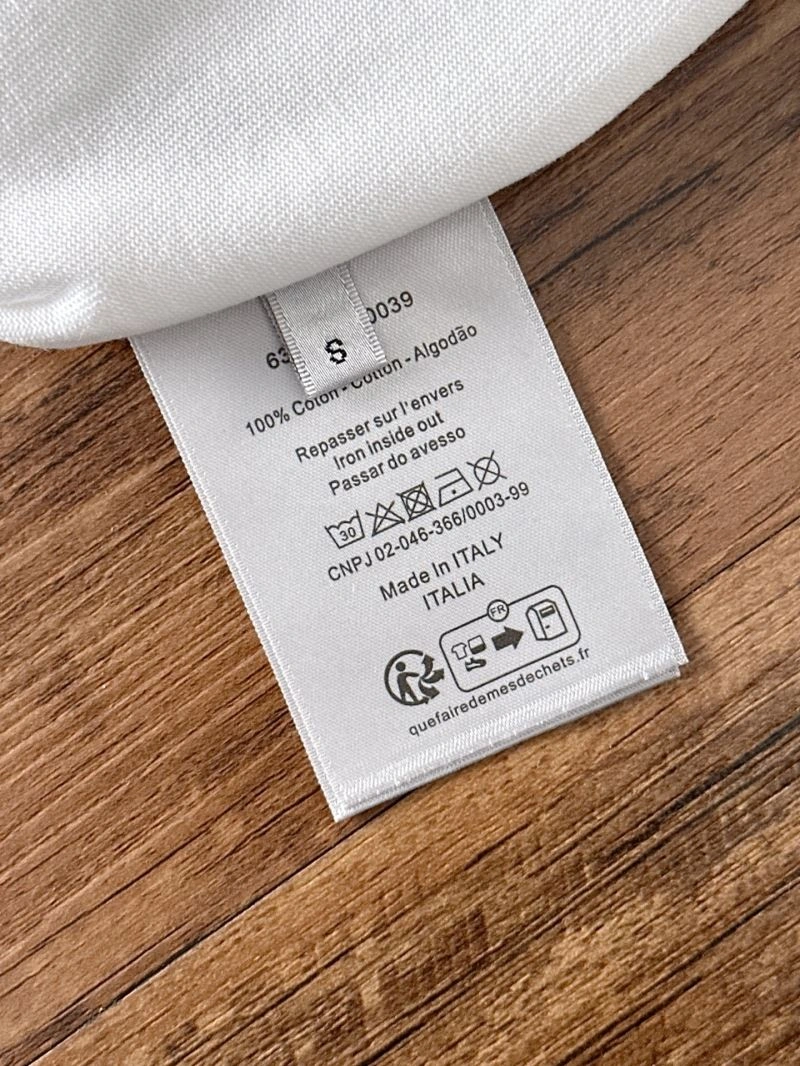 63 0039
S
100% Coton - Cotton - Algodão
Repasser sur l'envers
Iron inside out
Passar do avesso
30
CNPJ 02-046-366/0003-99
Made In ITALY
ITALIA
FR
quefairedemesdechets.fr